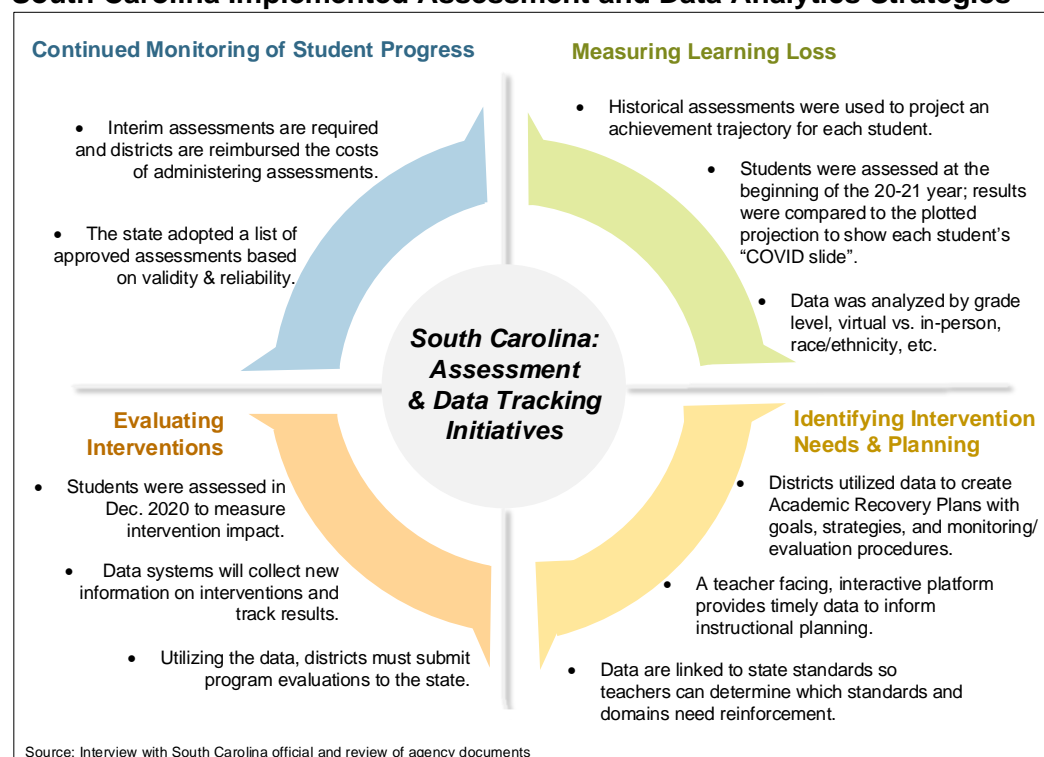 South Carolina Implemented Assessment and Data Analytics Strategies
Continued Monitoring of Student Progress
• Interim assessments are required
and districts are reimbursed the costs
of administering assessments.
• The state adopted a list of
approved assessments based
on validity & reliability.
Measuring Learning Loss
• Historical assessments were used to project an
achievement trajectory for each student.
• Students were assessed at the
beginning of the 20-21 year; results
were compared to the plotted
projection to show each student’s
“COVID slide”.
• Data was analyzed by grade
level, virtual vs. in-person,
race/ethnicity, etc.
South Carolina:
Assessment
& Data Tracking
Initiatives
Evaluating
Interventions
• Students were assessed in
Dec. 2020 to measure
intervention impact.
• Data systems will collect new
information on interventions and
track results.
• Utilizing the data, districts must submit
program evaluations to the state.
Identifying Intervention
Needs & Planning
• Districts utilized data to create
Academic Recovery Plans with
goals, strategies, and monitoring/
evaluation procedures.
• A teacher facing, interactive platform
provides timely data to inform
instructional planning.
• Data are linked to state standards so
teachers can determine which standards and
domains need reinforcement.
Source: Interview with South Carolina official and review of agency documents